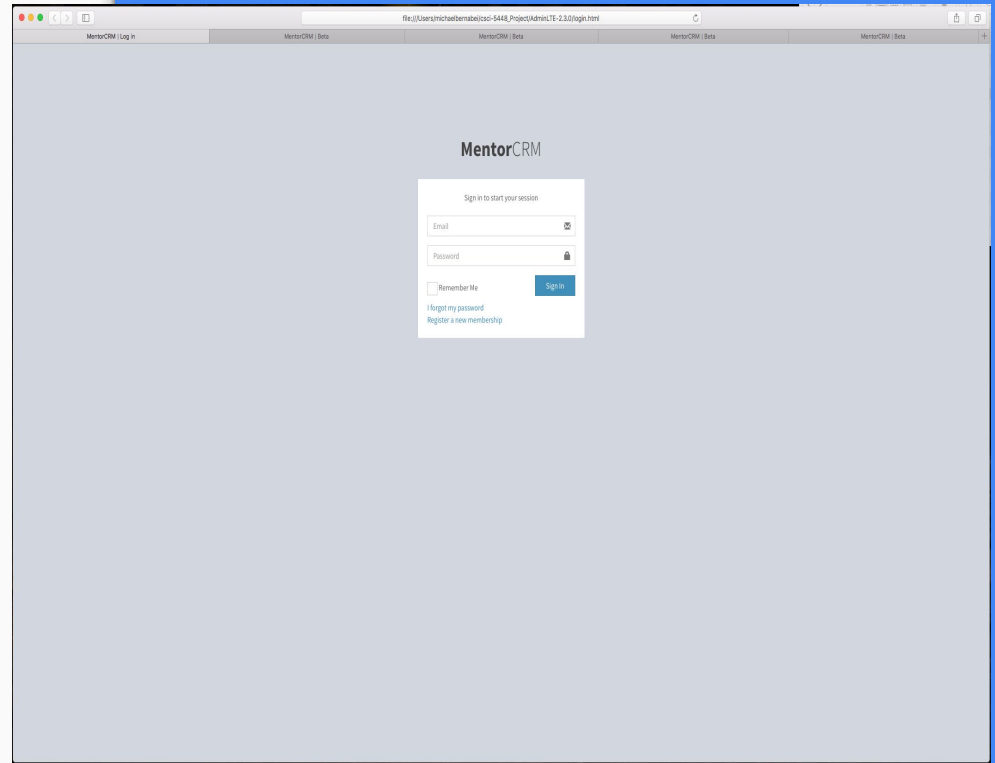 file:///Users/michaelbernabei/csci-5448_Project/AdminLTE-2.3.0/login.html
MentorCRM | Log in
MentorCRM | Beta
MentorCRM | Beta
MentorCRM | Beta
MentorCRM | Beta
MentorCRM
Sign in to start your session
Email
Password
Remember Me
Sign In
I forgot my password
Register a new membership